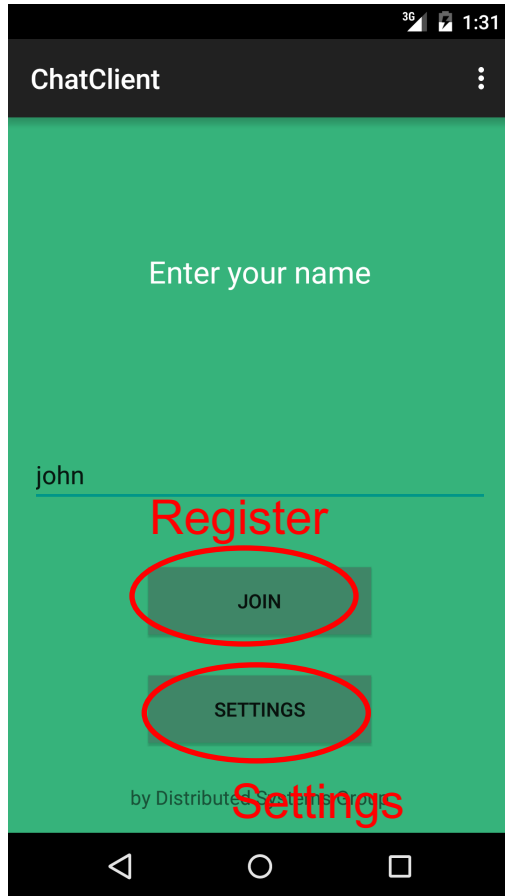 3G 1:31
ChatClient
Enter your name
john
Register
JOIN
SETTINGS
by Distributed Systems Group
Settings